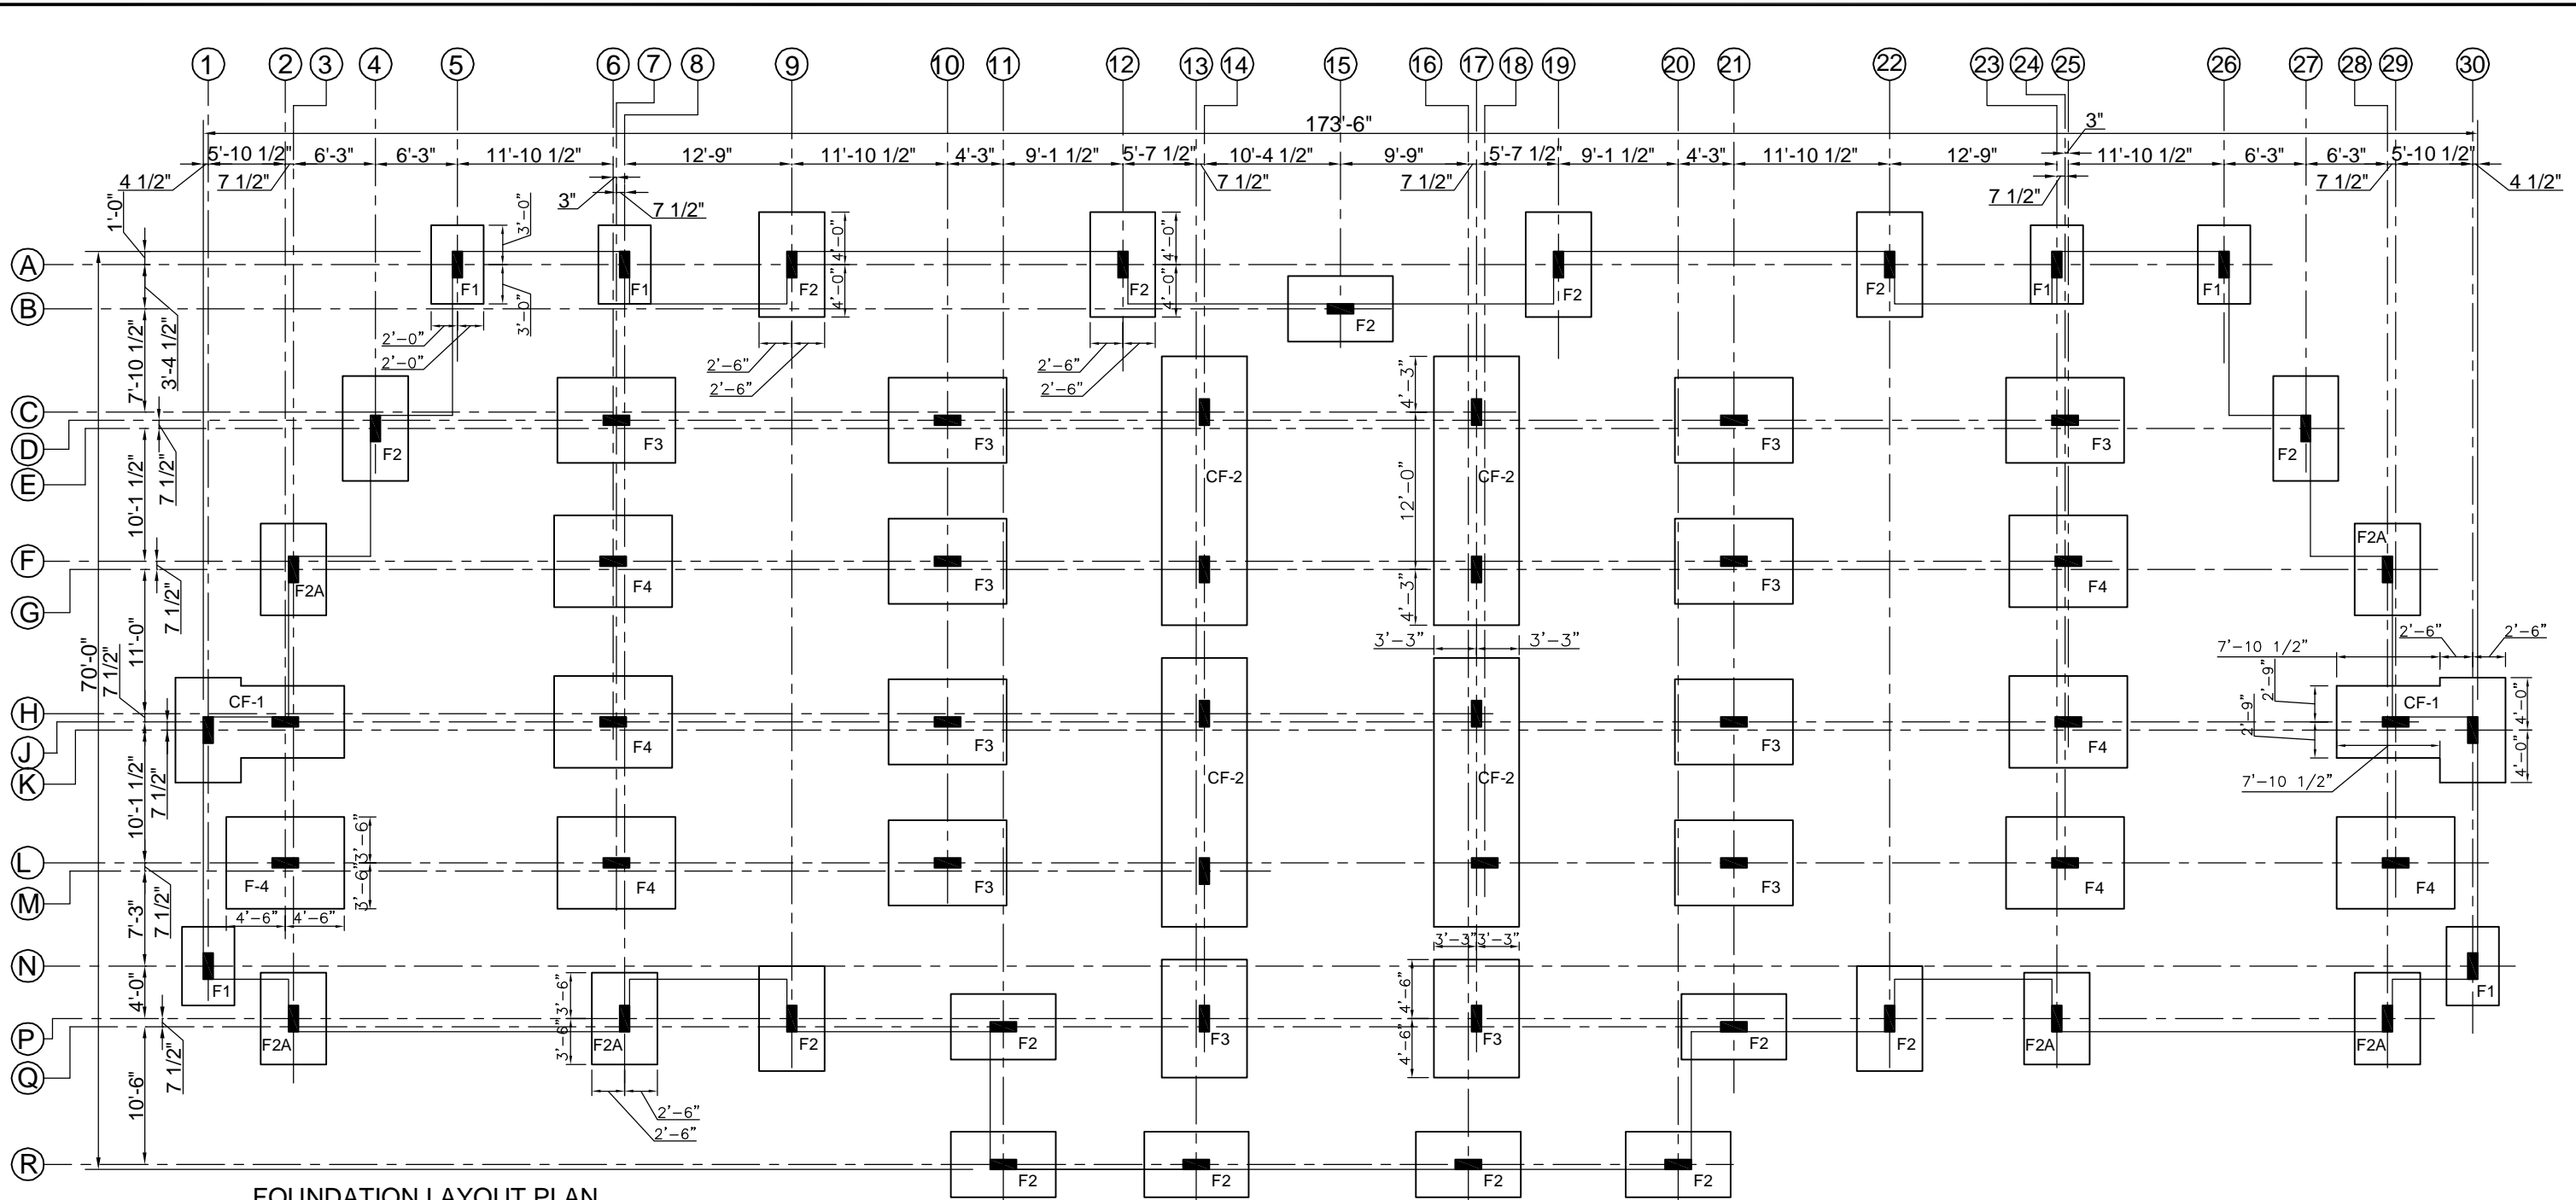 1 2 3 4 5 6 7 8 9 10 11 12 13 14 15 16 17 18 19 20 21 22 23 24 25 26 27 28 29 30
173'-6" 3"
5'-10 1/2" 6'-3" 6'-3" 11'-10 1/2" 12'-9" 11'-10 1/2" 4'-3" 9'-1 1/2" 5'-7 1/2" 10'-4 1/2" 9'-9" 5'-7 1/2" 9'-1 1/2" 4'-3" 11'-10 1/2" 12'-9" 11'-10 1/2" 6'-3" 6'-3" 5'-10 1/2"
4 1/2" 7 1/2" 7 1/2" 7 1/2" 7 1/2" 4 1/2"
3" 7 1/2" 7 1/2"
1'-0" 3'-0" 4'-0" 4'-0"
A
F1 F1 F2 F2 F2 F2 F1 F1
3'-0" 4'-0" 4'-0"
B
F2
2'-0" 2'-6" 2'-6"
2'-0" 2'-6" 2'-6"
7'-10 1/2" 3'-4 1/2" 4'-3"
C
D
E
F2 F3 F3 F3 F3 F2
CF-2 CF-2
10'-1 1/2" 7 1/2" 12'-0"
F
G
F2A
F2A F4 F3 F3 F4
7 1/2" 4'-3"
11'-0" 3'-3" 3'-3" 7'-10 1/2" 2'-6" 2'-6"
70'-0" 7 1/2" 2'-9" 2'-9" 4'-0" 4'-0"
H
J
K
CF-1 CF-1
F4 F3 F3 F4
CF-2 CF-2
7'-10 1/2"
10'-1 1/2" 7 1/2" 3'-6"
L
M
F-4 F4 F3 F3 F4 F4
3'-6"
4'-6" 4'-6"
7'-3" 7 1/2" 3'-3" 3'-3"
N
F1 F1
4'-0" 3'-6" 4'-6"
P
Q
F2A F2A F2 F2 F3 F3 F2 F2 F2A F2A
3'-6" 4'-6"
7 1/2" 10'-6"
2'-6"
2'-6"
R
F2 F2 F2 F2
FOUNDATION LAYOUT PLAN